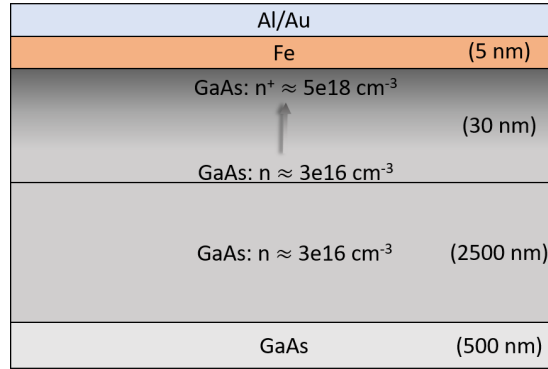 Al/Au
Fe (5 nm)
GaAs: n⁺ ≈ 5e18 cm⁻³
(30 nm)
GaAs: n ≈ 3e16 cm⁻³
GaAs: n ≈ 3e16 cm⁻³ (2500 nm)
GaAs (500 nm)